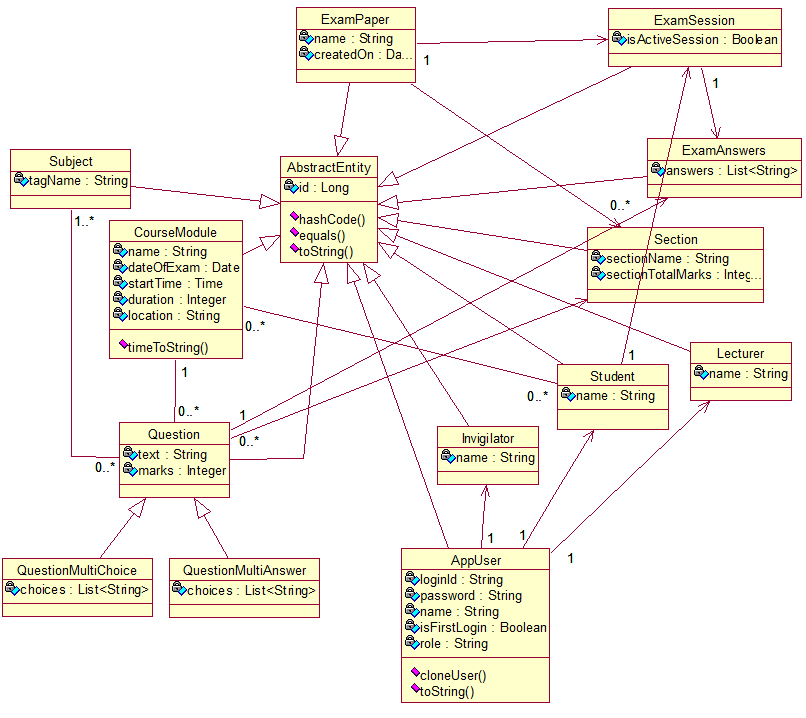 ExamPaper
name : String
createdOn : Da...
1
ExamSession
isActiveSession : Boolean
1
Subject
tagName : String
1..*
AbstractEntity
id : Long
hashCode()
equals()
toString()
ExamAnswers
answers : List<String>
0..*
CourseModule
name : String
dateOfExam : Date
startTime : Time
duration : Integer
location : String
timeToString()
0..*
1
Section
sectionName : String
sectionTotalMarks : Integ...
Lecturer
name : String
1
Student
name : String
0..*
0..*
1
Question
text : String
marks : Integer
0..*
0..*
Invigilator
name : String
1
1
1
QuestionMultiChoice
choices : List<String>
QuestionMultiAnswer
choices : List<String>
AppUser
loginId : String
password : String
name : String
isFirstLogin : Boolean
role : String
cloneUser()
toString()